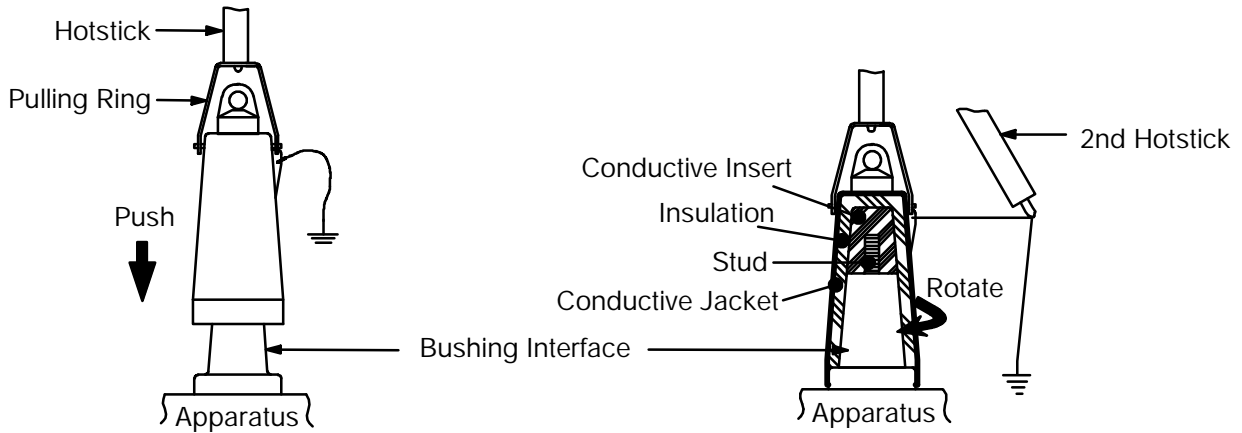 Hotstick
Pulling Ring
Push
Apparatus
Bushing Interface
2nd Hotstick
Conductive Insert
Insulation
Stud
Conductive Jacket
Rotate
Apparatus